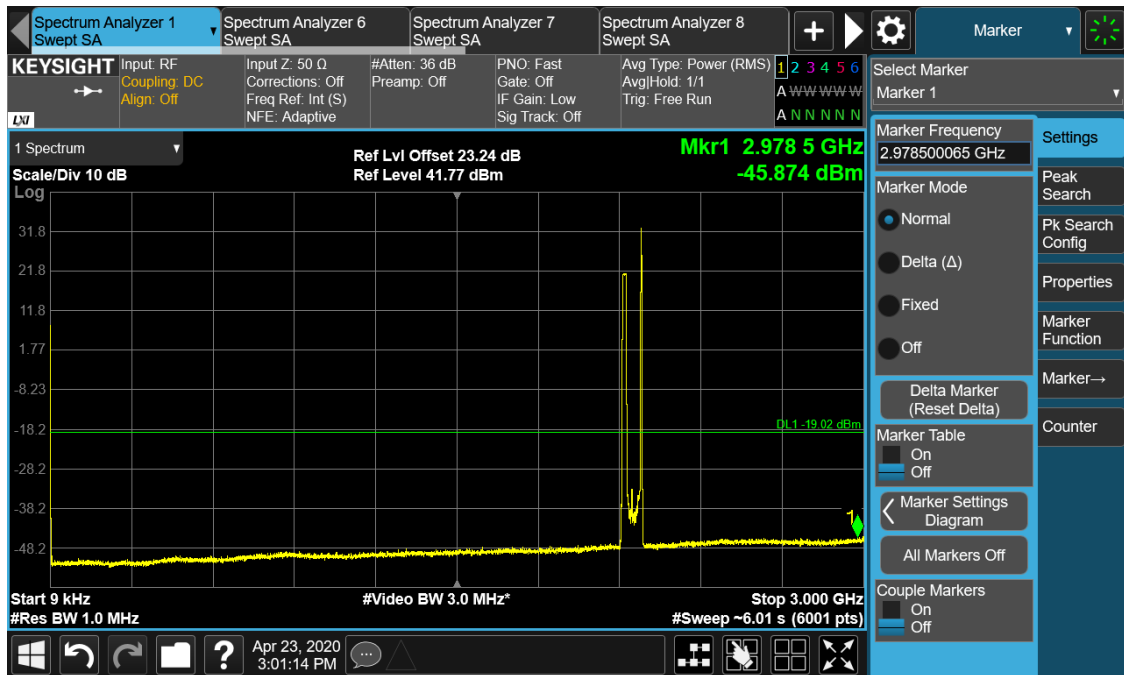 Spectrum Analyzer 1
Swept SA
Spectrum Analyzer 6
Swept SA
Spectrum Analyzer 7
Swept SA
Spectrum Analyzer 8
Swept SA
+
Marker
KEYSIGHT
LXI
Input: RF
Coupling: DC
Align: Off
Input Z: 50 Ω
Corrections: Off
Freq Ref: Int (S)
NFE: Adaptive
#Atten: 36 dB
Preamp: Off
PNO: Fast
Gate: Off
IF Gain: Low
Sig Track: Off
Avg Type: Power (RMS)
Avg|Hold: 1/1
Trig: Free Run
1 2 3 4 5 6
A W W W W W
A N N N N N
Select Marker
Marker 1
1 Spectrum
Scale/Div 10 dB
Log
Ref Lvl Offset 23.24 dB
Ref Level 41.77 dBm
Mkr1 2.978 5 GHz
-45.874 dBm
31.8
21.8
11.8
1.77
-8.23
-18.2
-28.2
-38.2
-48.2
DL1 -19.02 dBm
1
Start 9 kHz
#Res BW 1.0 MHz
#Video BW 3.0 MHz*
Stop 3.000 GHz
#Sweep ~6.01 s (6001 pts)
Marker Frequency
2.978500065 GHz
Marker Mode
Normal
Delta (Δ)
Fixed
Off
Delta Marker
(Reset Delta)
Marker Table
On
Off
Marker Settings
Diagram
All Markers Off
Couple Markers
On
Off
Settings
Peak
Search
Pk Search
Config
Properties
Marker
Function
Marker→
Counter
?
Apr 23, 2020
3:01:14 PM